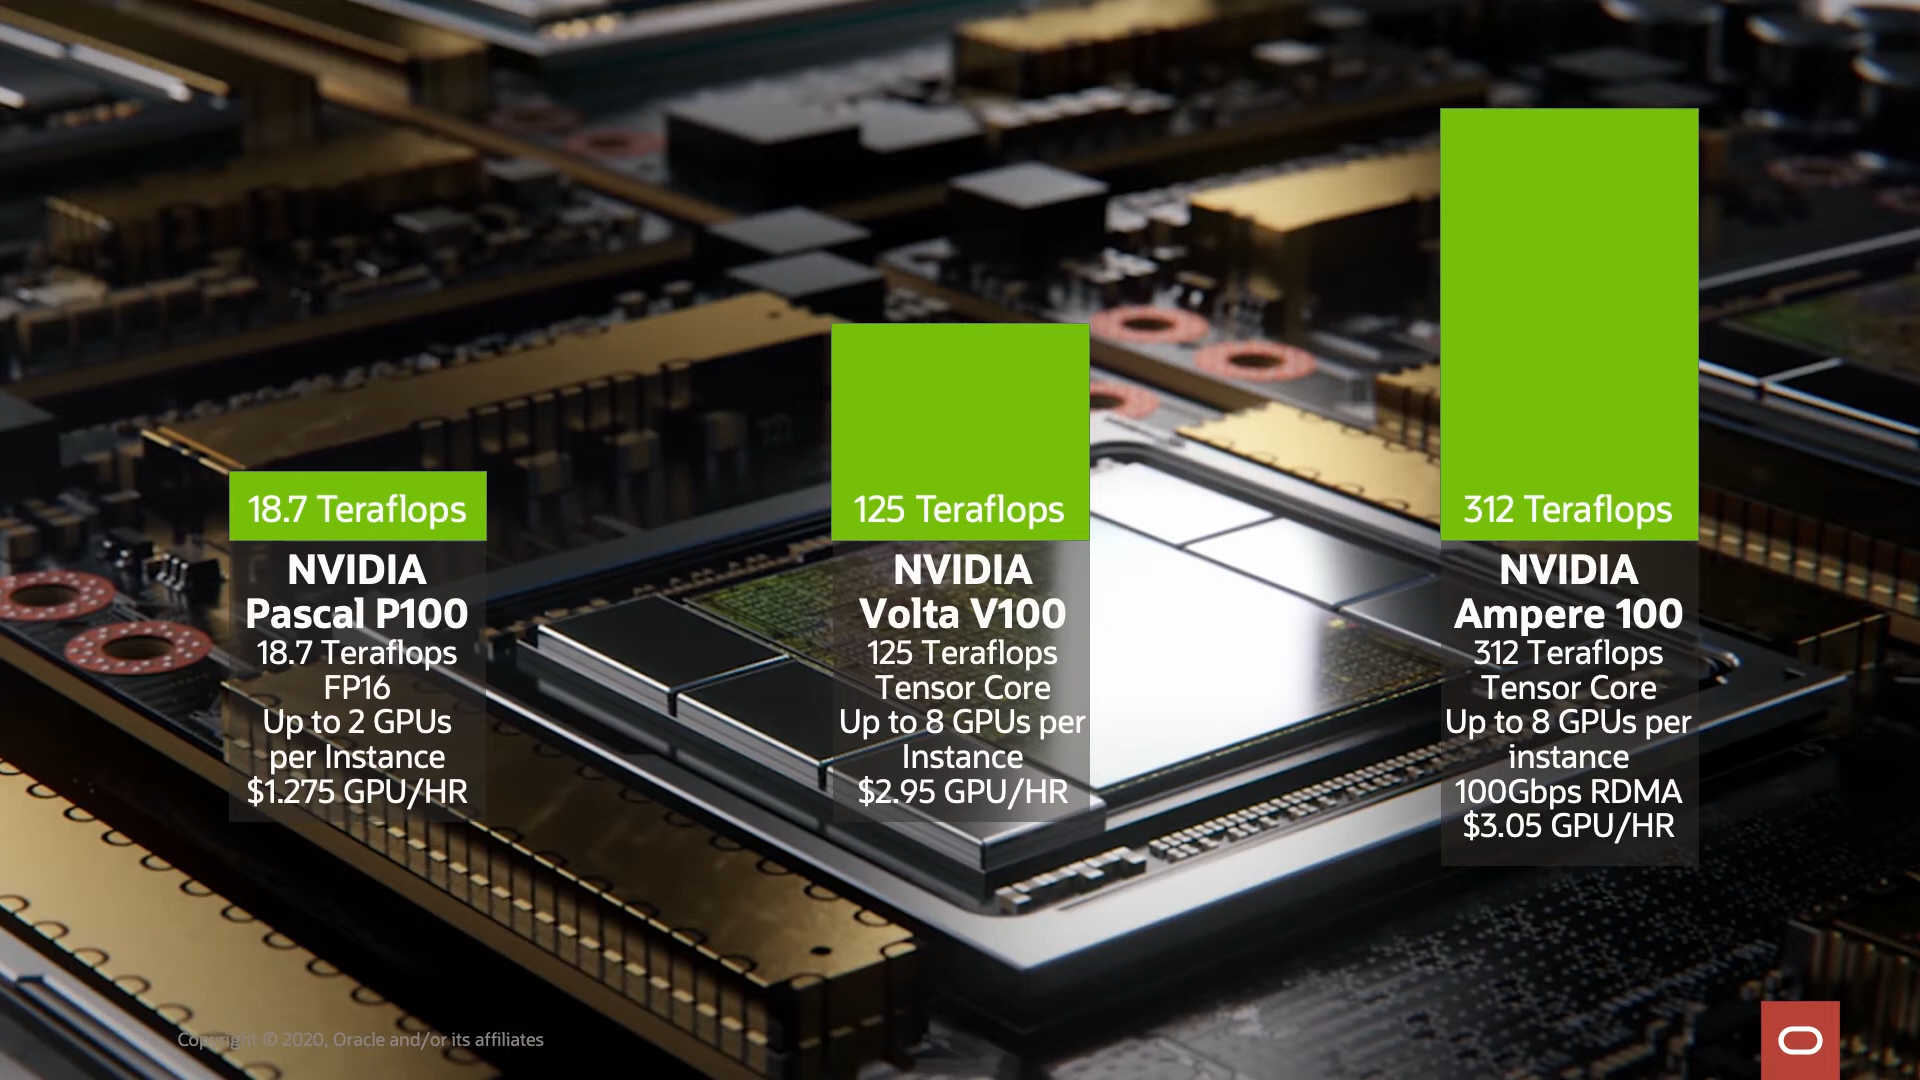 18.7 Teraflops
NVIDIA
Pascal P100
18.7 Teraflops
FP16
Up to 2 GPUs
per Instance
$1.275 GPU/HR
125 Teraflops
NVIDIA
Volta V100
125 Teraflops
Tensor Core
Up to 8 GPUs per
Instance
$2.95 GPU/HR
312 Teraflops
NVIDIA
Ampere 100
312 Teraflops
Tensor Core
Up to 8 GPUs per
instance
100Gbps RDMA
$3.05 GPU/HR
Copyright © 2020, Oracle and/or its affiliates